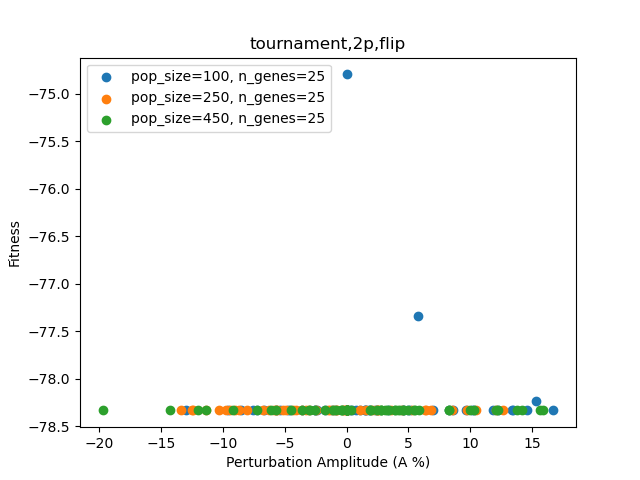 tournament,2p,flip
pop_size=100, n_genes=25
pop_size=250, n_genes=25
pop_size=450, n_genes=25
−75.0
−75.5
−76.0
−76.5
−77.0
−77.5
−78.0
−78.5
Fitness
−20 −15 −10 −5 0 5 10 15
Perturbation Amplitude (A %)